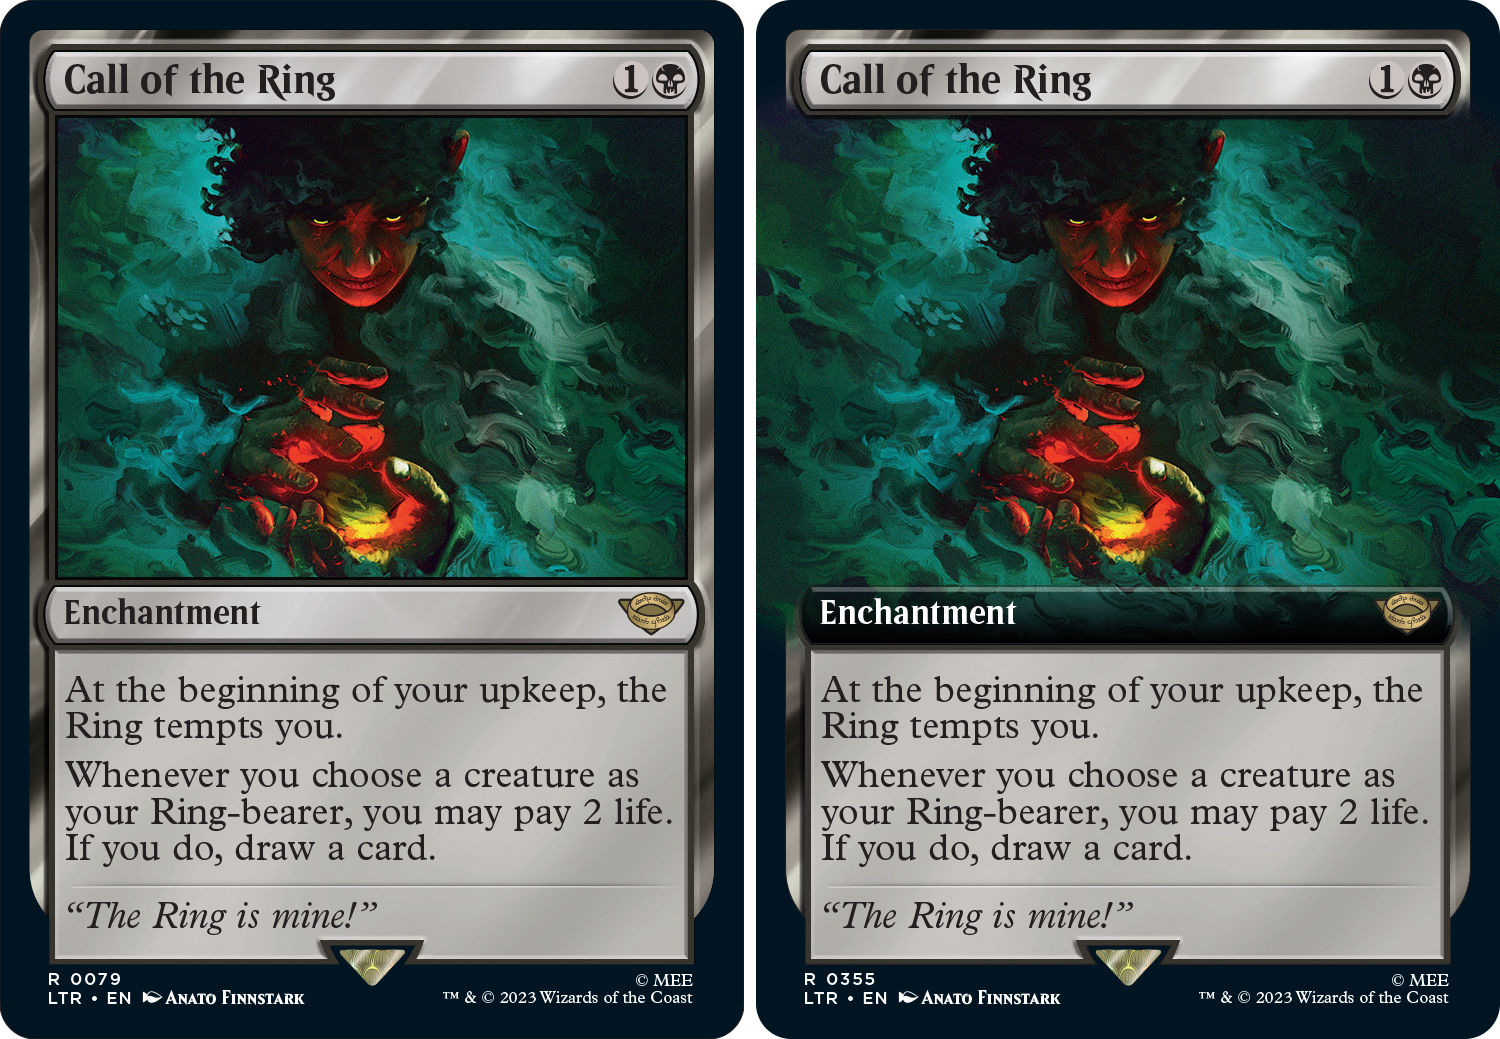 Call of the Ring
1
Enchantment
At the beginning of your upkeep, the
Ring tempts you.
Whenever you choose a creature as
your Ring-bearer, you may pay 2 life.
If you do, draw a card.
“The Ring is mine!”
R 0079
LTR • EN Anato Finnstark
© MEE
™ & © 2023 Wizards of the Coast
Call of the Ring
1
Enchantment
At the beginning of your upkeep, the
Ring tempts you.
Whenever you choose a creature as
your Ring-bearer, you may pay 2 life.
If you do, draw a card.
“The Ring is mine!”
R 0355
LTR • EN Anato Finnstark
© MEE
™ & © 2023 Wizards of the Coast